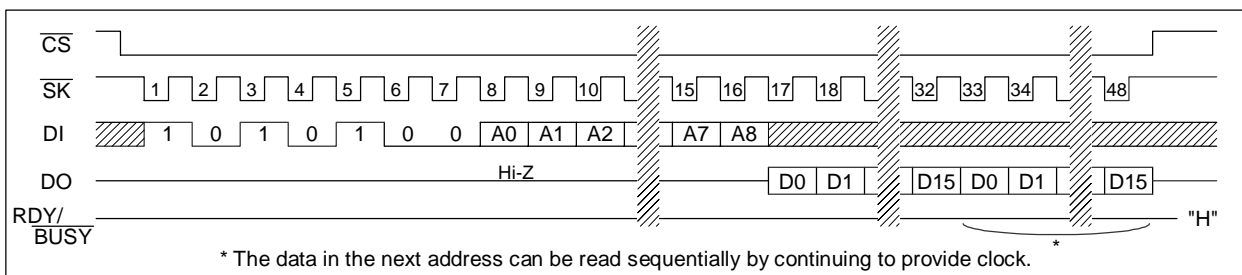 CS
SK 1 2 3 4 5 6 7 8 9 10 15 16 17 18 32 33 34 48
DI 1 0 1 0 1 0 0 A0 A1 A2 A7 A8
Hi-Z
DO D0 D1 D15 D0 D1 D15
RDY/
BUSY "H"
*
* The data in the next address can be read sequentially by continuing to provide clock.